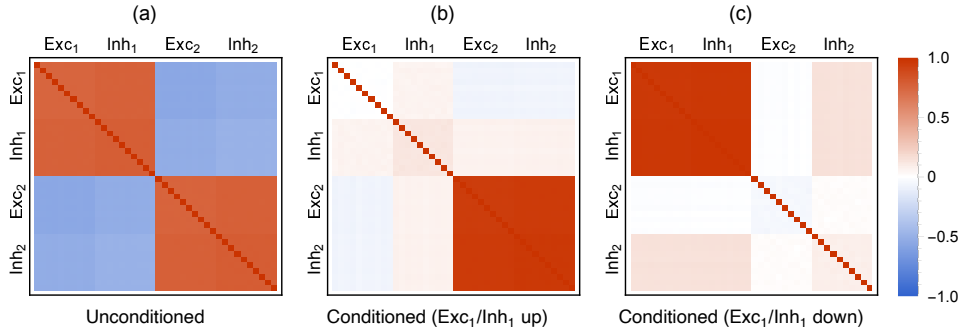 (a)
(b)
(c)
Exc₁ Inh₁ Exc₂ Inh₂
Exc₁ Inh₁ Exc₂ Inh₂
Exc₁ Inh₁ Exc₂ Inh₂
Exc₁
Inh₁
Exc₂
Inh₂
Exc₁
Inh₁
Exc₂
Inh₂
Exc₁
Inh₁
Exc₂
Inh₂
1.0
0.5
0
−0.5
−1.0
Unconditioned
Conditioned (Exc₁/Inh₁ up)
Conditioned (Exc₁/Inh₁ down)